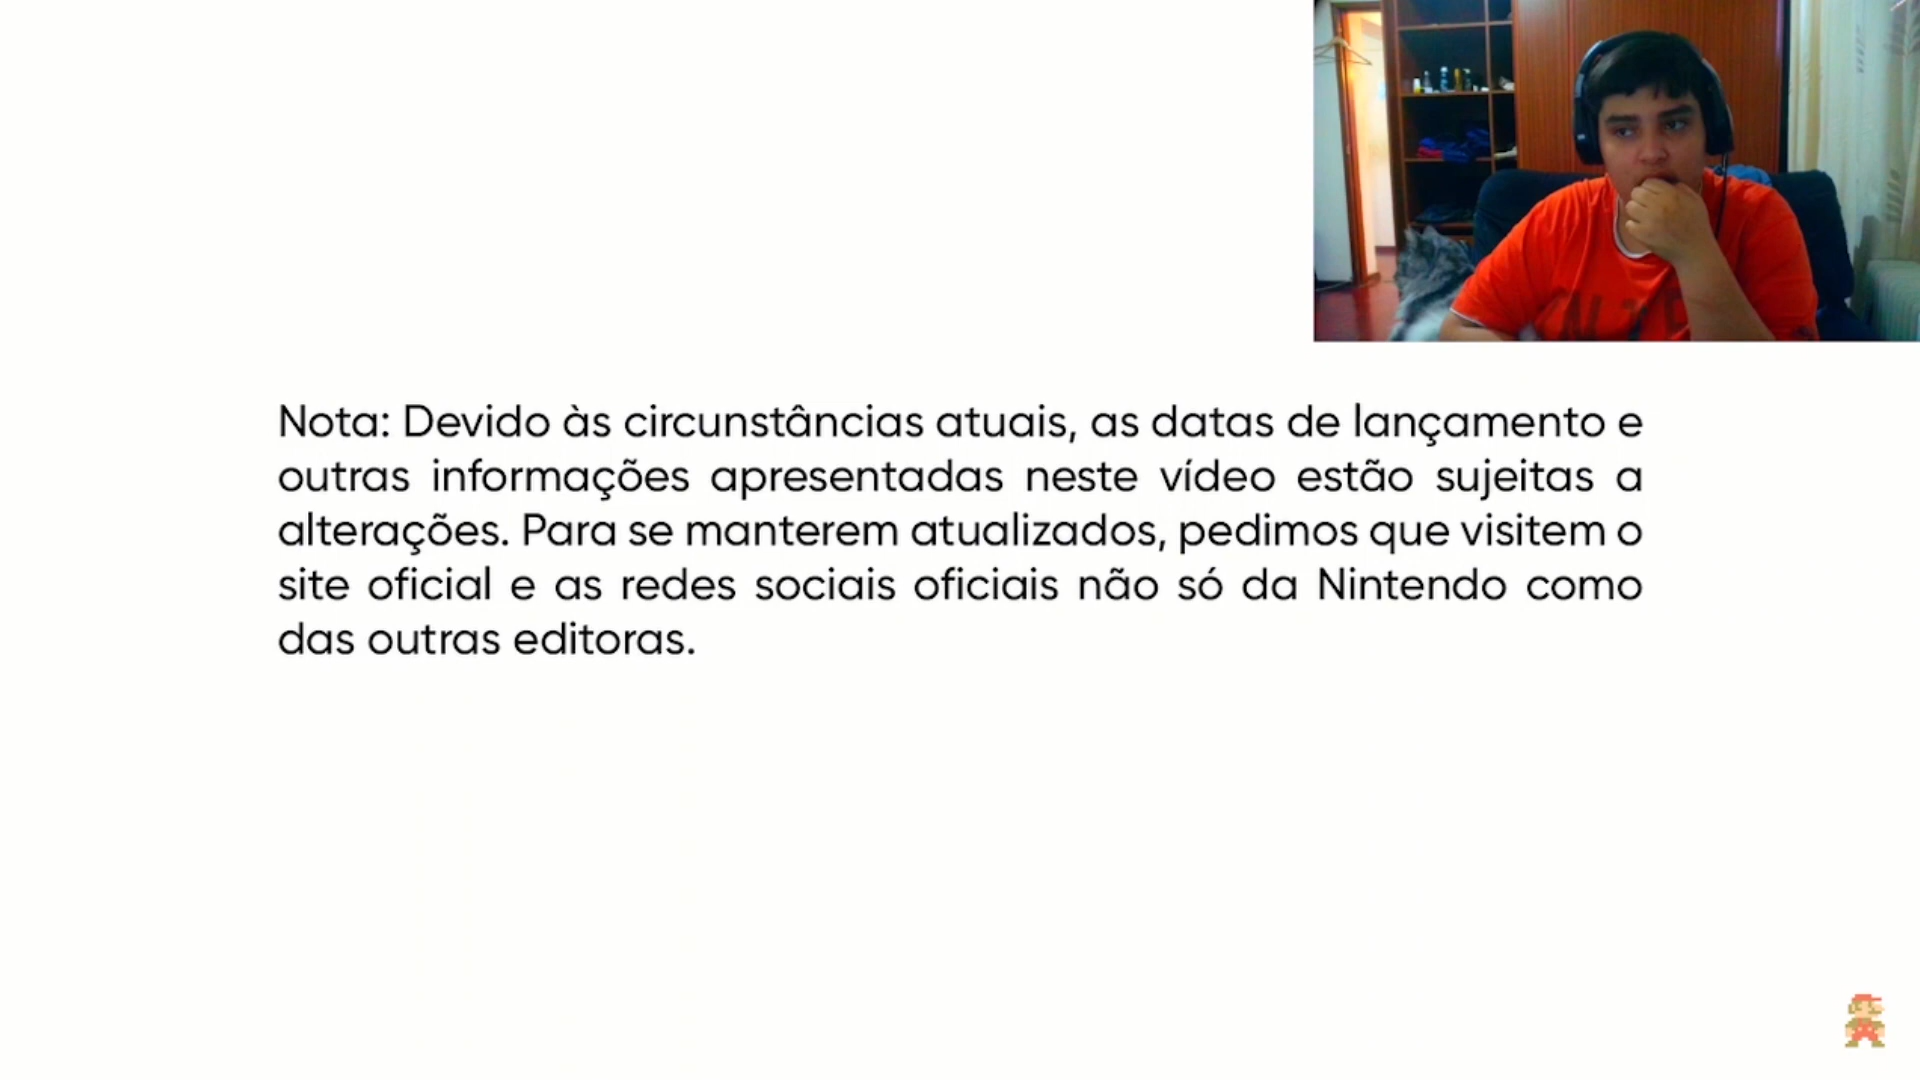 Nota: Devido às circunstâncias atuais, as datas de lançamento e
outras informações apresentadas neste vídeo estão sujeitas a
alterações. Para se manterem atualizados, pedimos que visitem o
site oficial e as redes sociais oficiais não só da Nintendo como
das outras editoras.